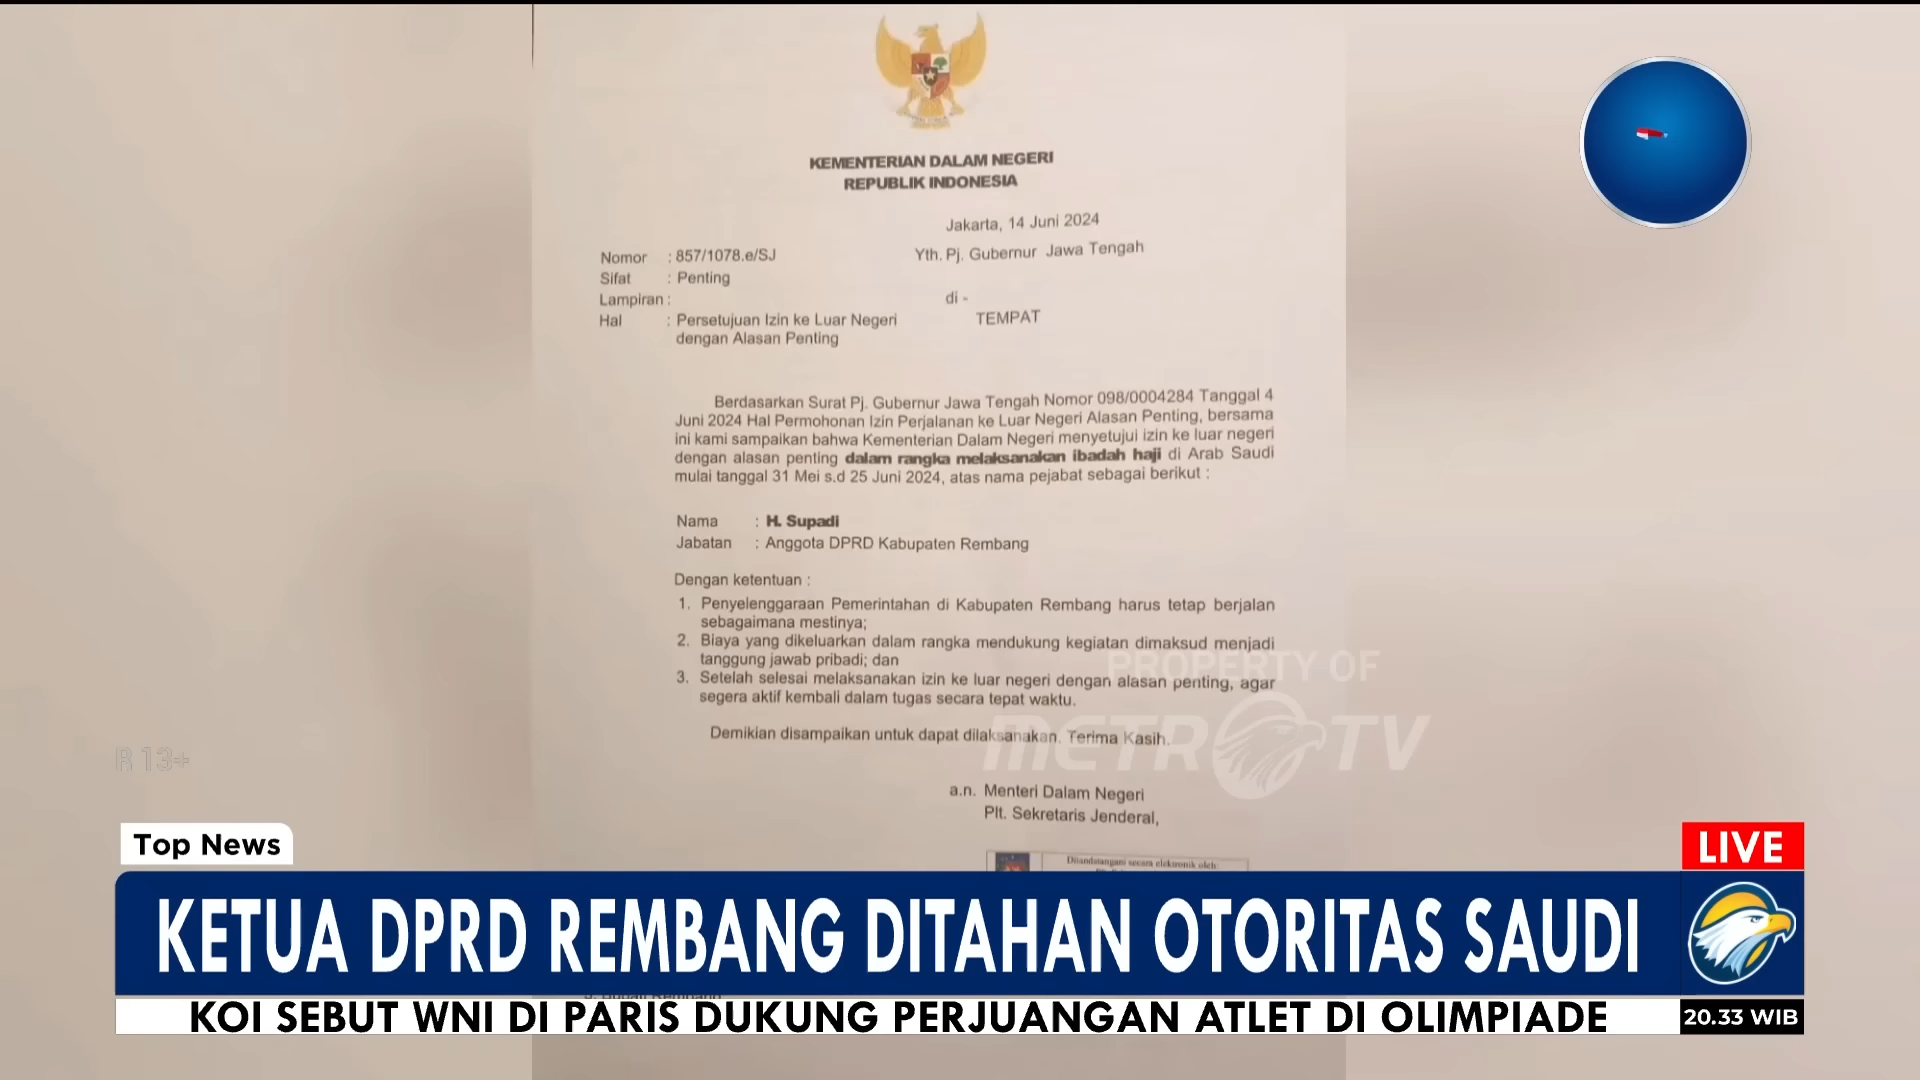 KEMENTERIAN DALAM NEGERI
REPUBLIK INDONESIA
Jakarta, 14 Juni 2024
Nomor : 857/1078.e/SJ
Yth. Pj. Gubernur Jawa Tengah
Sifat : Penting
Lampiran :
di -
Hal : Persetujuan Izin ke Luar Negeri
TEMPAT
dengan Alasan Penting
Berdasarkan Surat Pj. Gubernur Jawa Tengah Nomor 098/0004284 Tanggal 4
Juni 2024 Hal Permohonan Izin Perjalanan ke Luar Negeri Alasan Penting, bersama
ini kami sampaikan bahwa Kementerian Dalam Negeri menyetujui izin ke luar negeri
dengan alasan penting dalam rangka melaksanakan ibadah haji di Arab Saudi
mulai tanggal 31 Mei s.d 25 Juni 2024, atas nama pejabat sebagai berikut :
Nama : H. Supadi
Jabatan : Anggota DPRD Kabupaten Rembang
Dengan ketentuan :
1. Penyelenggaraan Pemerintahan di Kabupaten Rembang harus tetap berjalan
sebagaimana mestinya;
2. Biaya yang dikeluarkan dalam rangka mendukung kegiatan dimaksud menjadi
tanggung jawab pribadi; dan
3. Setelah selesai melaksanakan izin ke luar negeri dengan alasan penting, agar
segera aktif kembali dalam tugas secara tepat waktu.
Demikian disampaikan untuk dapat dilaksanakan. Terima Kasih.
PROPERTY OF
METRO TV
a.n. Menteri Dalam Negeri
Plt. Sekretaris Jenderal,
Ditandatangani secara elektronik oleh:
R 13+
Top News
LIVE
KETUA DPRD REMBANG DITAHAN OTORITAS SAUDI
KOI SEBUT WNI DI PARIS DUKUNG PERJUANGAN ATLET DI OLIMPIADE
20.33 WIB